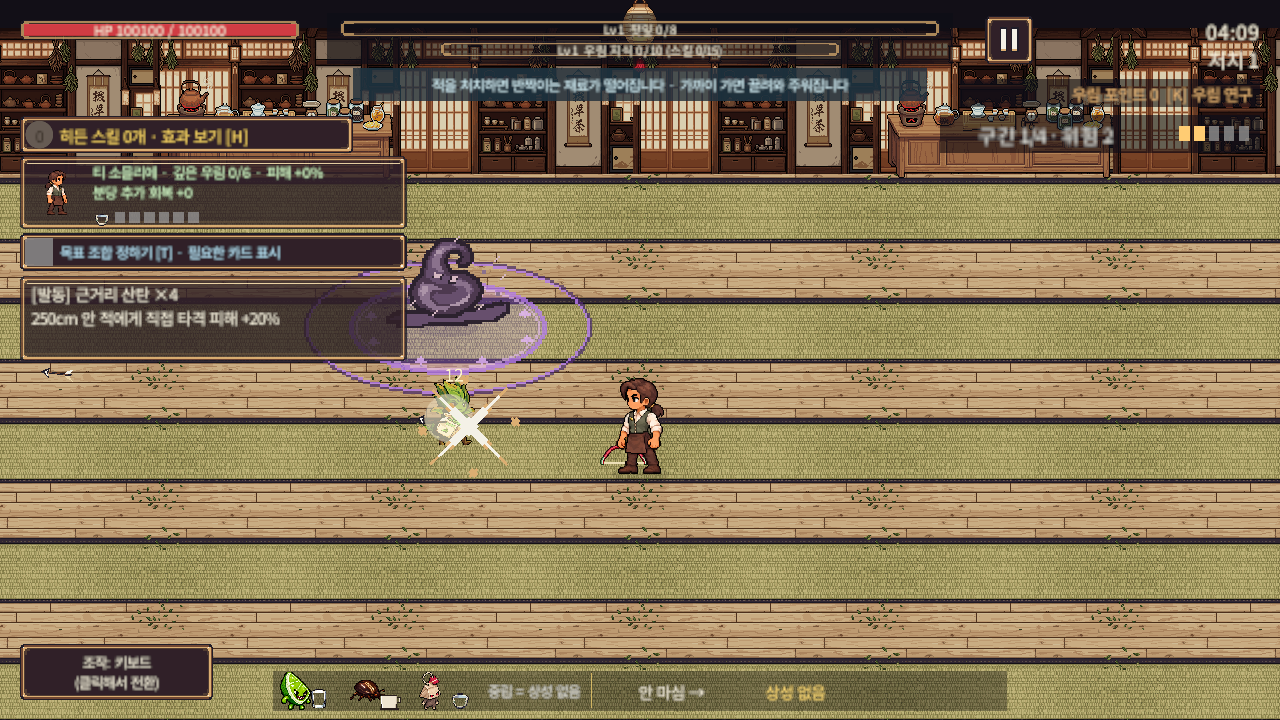 HP 100100 / 100100
Lv1 찻잎 0/8
Lv1 우림 지식 0/10 (스킬 0/15)
적을 처치하면 반짝이는 재료가 떨어집니다 - 가까이 가면 끌려와 주워집니다
04:09
저치 1
우림 포인트 0 [K] 우림 연구
구간 1/4 · 위험 2
0 히든 스킬 0개 · 효과 보기 [H]
티 소믈리에 - 깊은 우림 0/6 - 피해 +0%
분당 추가 회복 +0
목표 조합 정하기 [T] - 필요한 카드 표시
[발동] 근거리 산탄 ×4
250cm 안 적에게 직접 타격 피해 +20%
12
조작: 키보드
(클릭해서 전환)
중립 = 상성 없음
안 마심 →
상성 없음